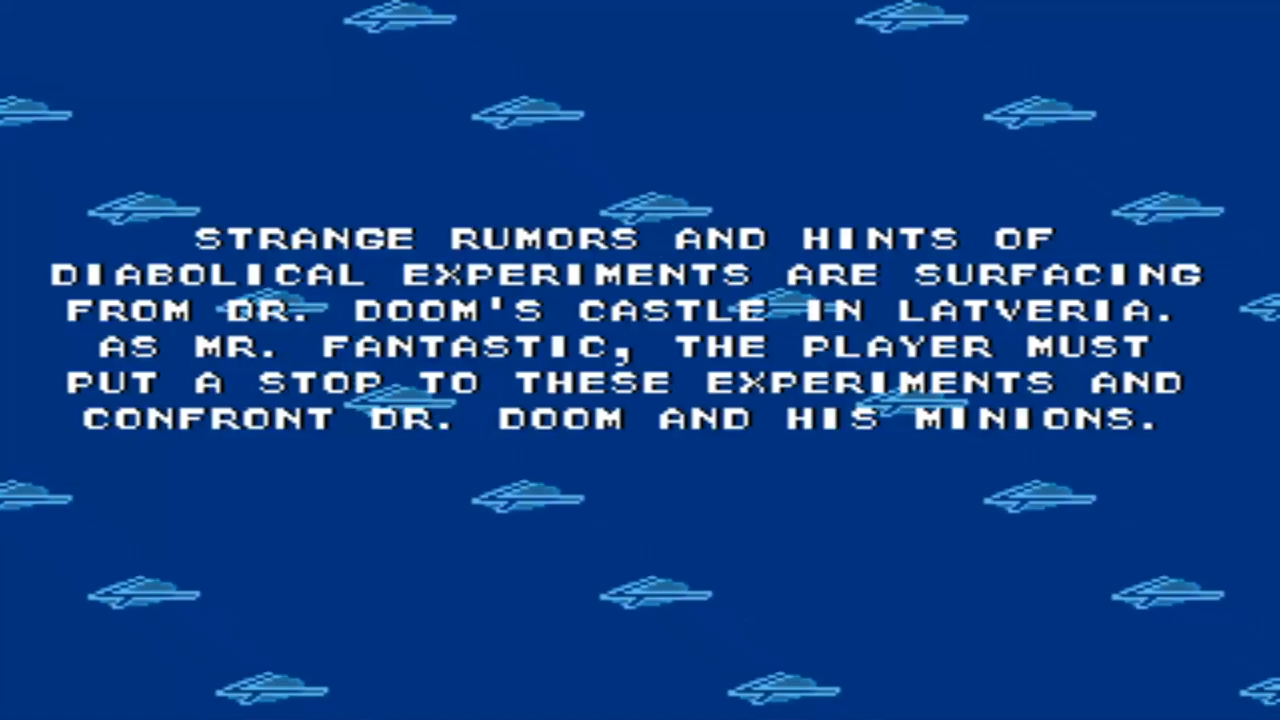 STRANGE RUMORS AND HINTS OF
DIABOLICAL EXPERIMENTS ARE SURFACING
FROM DR. DOOM'S CASTLE IN LATVERIA.
AS MR. FANTASTIC, THE PLAYER MUST
PUT A STOP TO THESE EXPERIMENTS AND
CONFRONT DR. DOOM AND HIS MINIONS.